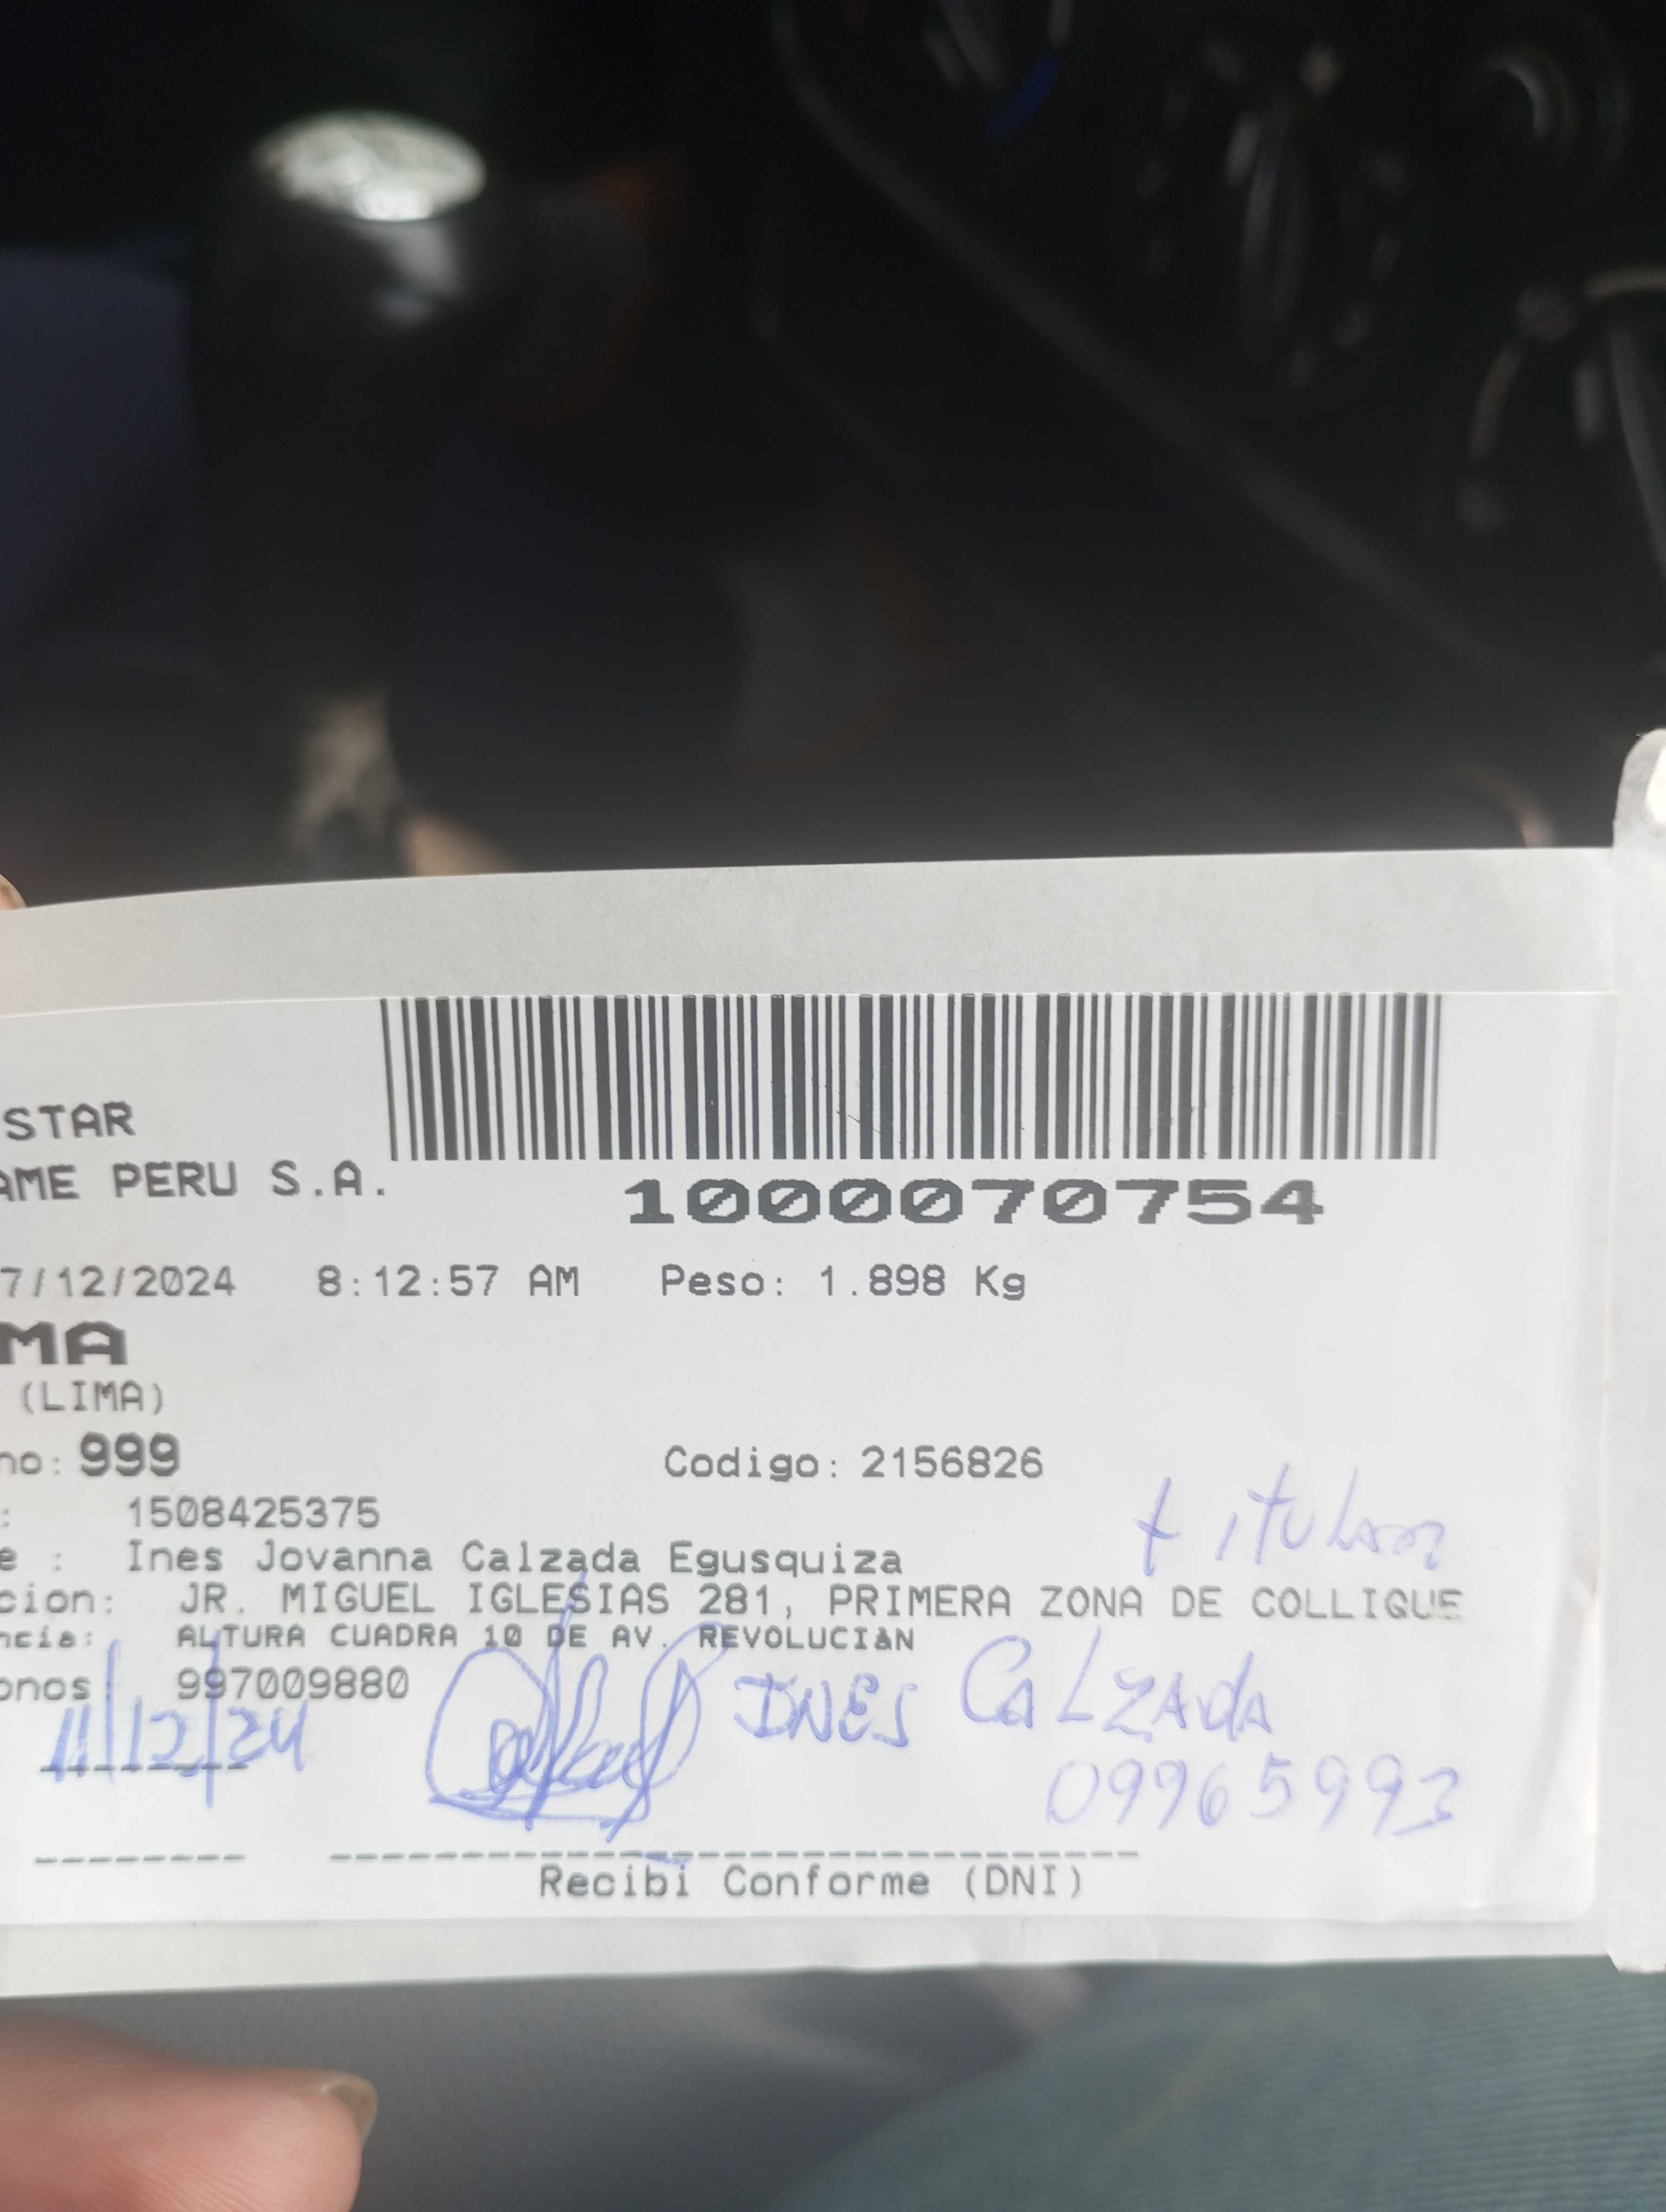 STAR
AME PERU S.A.
1000070754
7/12/2024 8:12:57 AM Peso: 1.898 Kg
MA
(LIMA)
no: 999 Codigo: 2156826
: 1508425375
titular
e : Ines Jovanna Calzada Egusquiza
cion: JR. MIGUEL IGLESIAS 281, PRIMERA ZONA DE COLLIQUE
ncia: ALTURA CUADRA 10 DE AV. REVOLUCIÀN
onos 997009880
11/12/24 INES CaLZAda
09965993
Recibi Conforme (DNI)